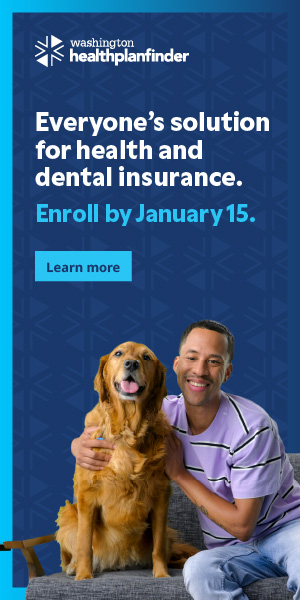 washington
healthplanfinder
Everyone's solution
for health and
dental insurance.
Enroll by January 15.
Learn more